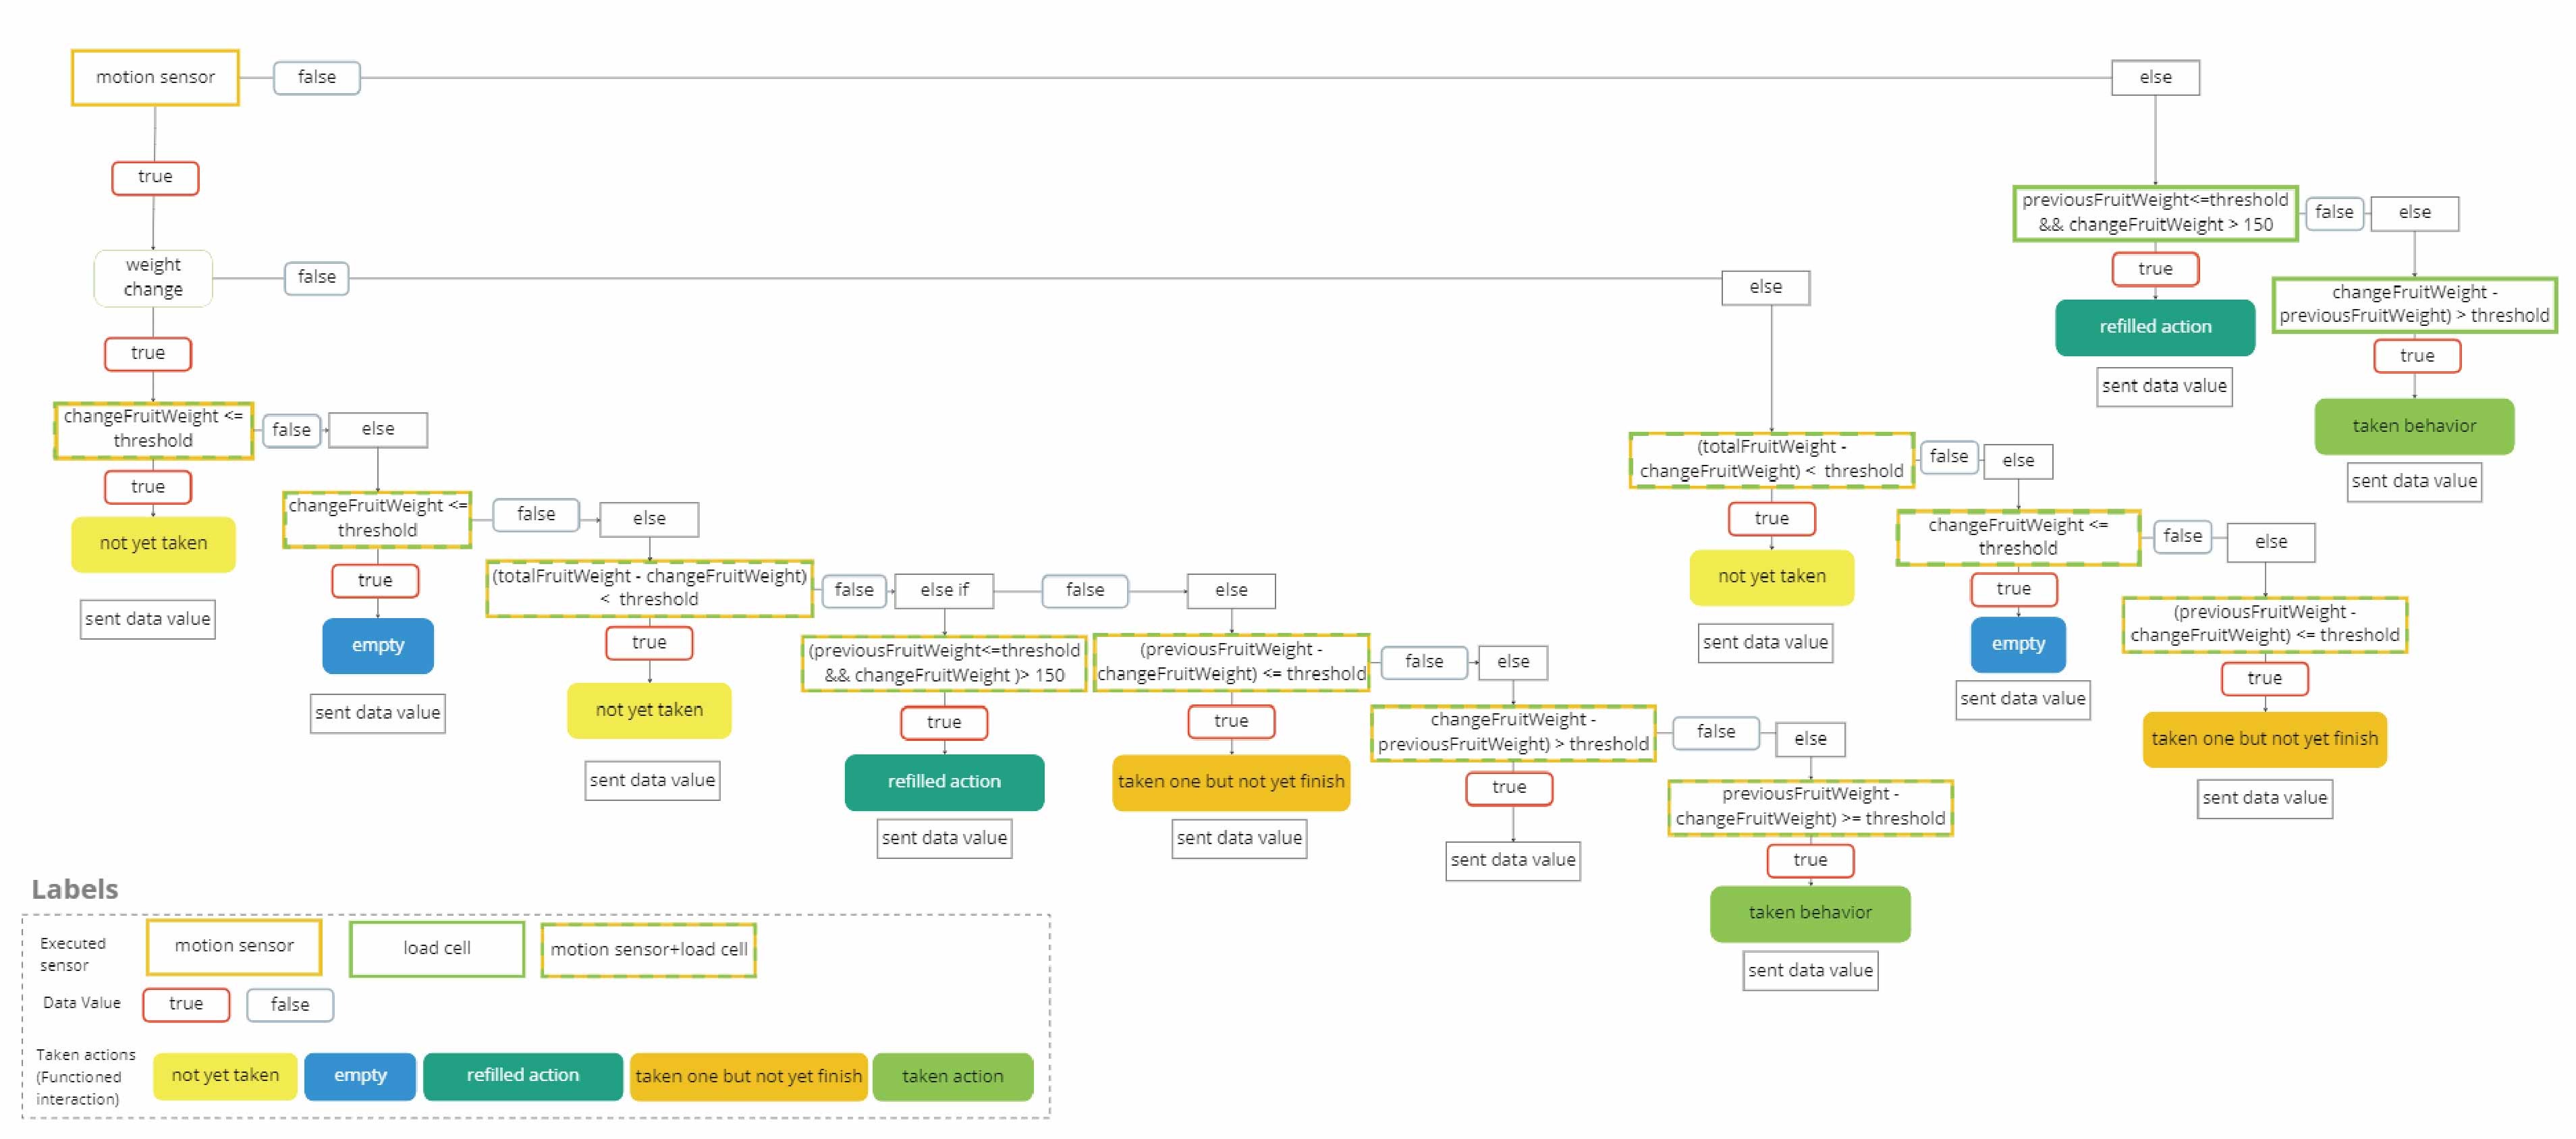 motion sensor
false
else
true
previousFruitWeight<=threshold
&& changeFruitWeight > 150
false
else
true
refilled action
sent data value
changeFruitWeight -
previousFruitWeight) > threshold
true
taken behavior
sent data value
weight
change
false
else
true
changeFruitWeight <=
threshold
false
else
true
not yet taken
sent data value
changeFruitWeight <=
threshold
false
else
true
empty
sent data value
(totalFruitWeight - changeFruitWeight)
< threshold
false
else if
false
else
true
not yet taken
sent data value
(previousFruitWeight<=threshold
&& changeFruitWeight )> 150
true
refilled action
sent data value
(previousFruitWeight -
changeFruitWeight) <= threshold
false
else
true
taken one but not yet finish
sent data value
changeFruitWeight -
previousFruitWeight) > threshold
false
else
true
sent data value
previousFruitWeight -
changeFruitWeight) >= threshold
true
taken behavior
sent data value
(totalFruitWeight -
changeFruitWeight) < threshold
false
else
true
not yet taken
sent data value
changeFruitWeight <=
threshold
false
else
true
empty
sent data value
(previousFruitWeight -
changeFruitWeight) <= threshold
true
taken one but not yet finish
sent data value
Labels
Executed
sensor
motion sensor
load cell
motion sensor+load cell
Data Value
true
false
Taken actions
(Functioned
interaction)
not yet taken
empty
refilled action
taken one but not yet finish
taken action